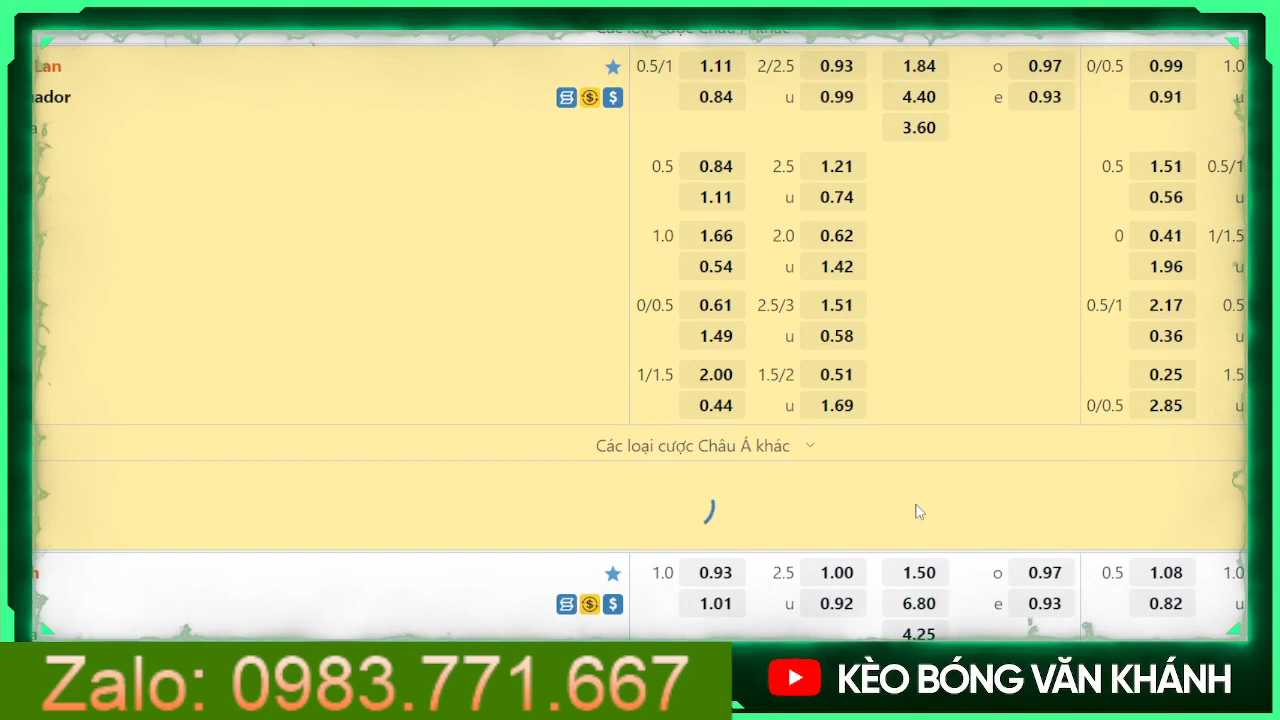 Lan 0.5/1 1.11 2/2.5 0.93 1.84 o 0.97 0/0.5 0.99 1.0
ador 0.84 u 0.99 4.40 e 0.93 0.91 u
a 3.60
0.5 0.84 2.5 1.21 0.5 1.51 0.5/1
1.11 u 0.74 0.56 u
1.0 1.66 2.0 0.62 0 0.41 1/1.5
0.54 u 1.42 1.96 u
0/0.5 0.61 2.5/3 1.51 0.5/1 2.17 0.5
1.49 u 0.58 0.36 u
1/1.5 2.00 1.5/2 0.51 0.25 1.5
0.44 u 1.69 0/0.5 2.85 u
Các loại cược Châu Á khác
h 1.0 0.93 2.5 1.00 1.50 o 0.97 0.5 1.08 1.0
1.01 u 0.92 6.80 e 0.93 0.82 u
a 4.25
Zalo: 0983.771.667
KÈO BÓNG VĂN KHÁNH